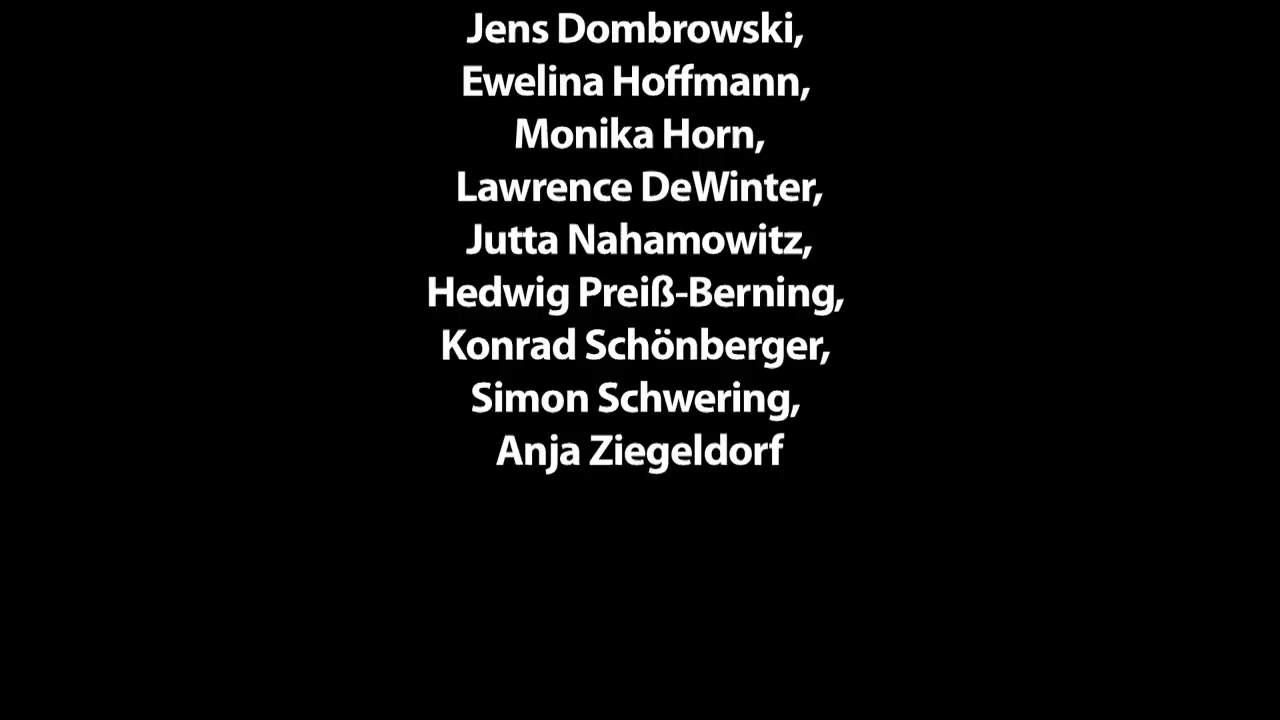 Jens Dombrowski,
Ewelina Hoffmann,
Monika Horn,
Lawrence DeWinter,
Jutta Nahamowitz,
Hedwig Preiß-Berning,
Konrad Schönberger,
Simon Schwering,
Anja Ziegeldorf